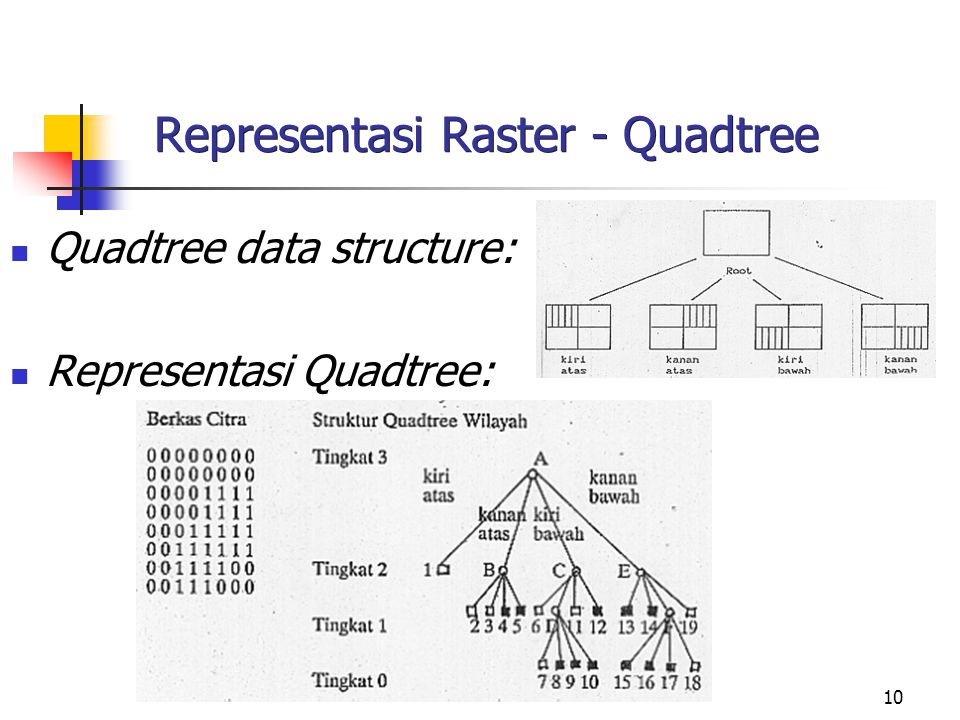 Representasi Raster - Quadtree
Quadtree data structure:
Root
kiri atas
kanan atas
kiri bawah
kanan bawah
Representasi Quadtree:
Berkas Citra
00000000
00000000
00001111
00001111
00011111
00111111
00111100
00111000
Struktur Quadtree Wilayah
Tingkat 3
A
kiri
atas
kanan
bawah
kanan kiri
atas bawah
Tingkat 2
1 B C E
Tingkat 1
2 3 4 5 6 D 11 12 13 14 F 19
Tingkat 0
7 8 9 10 15 16 17 18
10